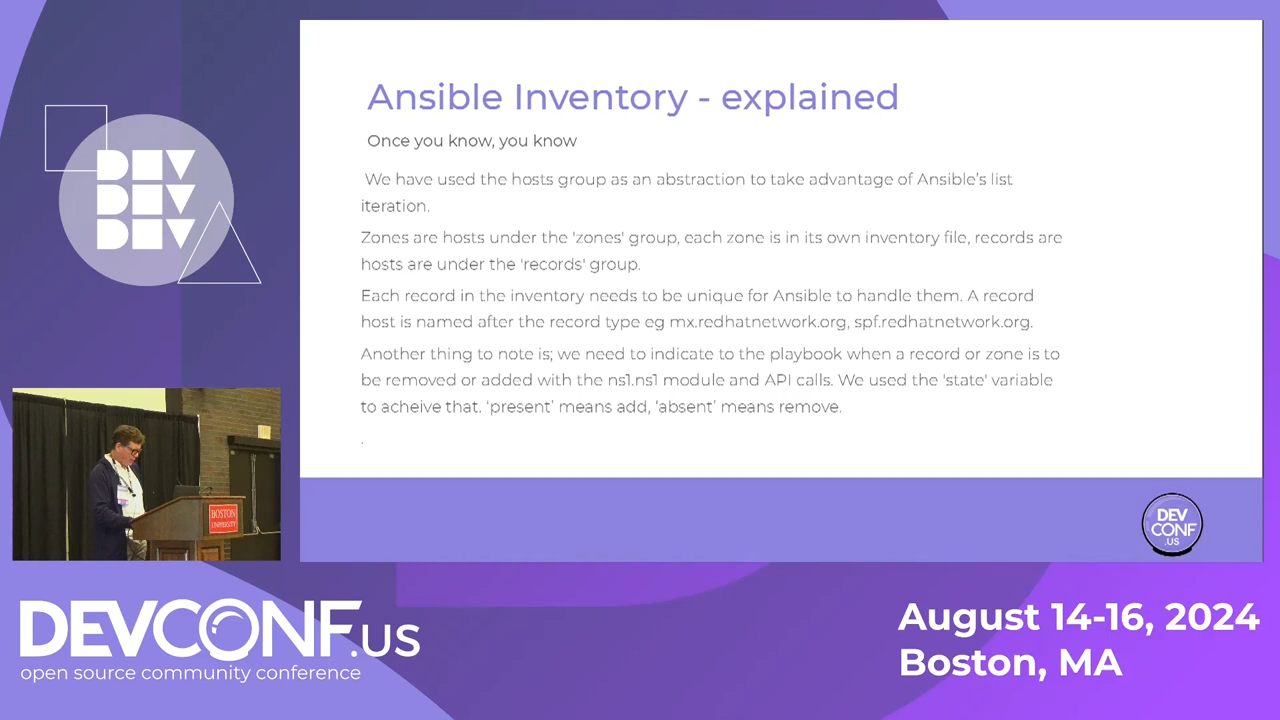 DEV
DEV
DEV
Ansible Inventory - explained
Once you know, you know
We have used the hosts group as an abstraction to take advantage of Ansible's list
iteration.
Zones are hosts under the 'zones' group, each zone is in its own inventory file, records are
hosts are under the 'records' group.
Each record in the inventory needs to be unique for Ansible to handle them. A record
host is named after the record type eg mx.redhatnetwork.org, spf.redhatnetwork.org.
Another thing to note is; we need to indicate to the playbook when a record or zone is to
be removed or added with the ns1.ns1 module and API calls. We used the 'state' variable
to acheive that. ‘present’ means add, ‘absent’ means remove.
.
DEV
CONF
.US
BOSTON
UNIVERSITY
DEVCONF.US
open source community conference
August 14-16, 2024
Boston, MA